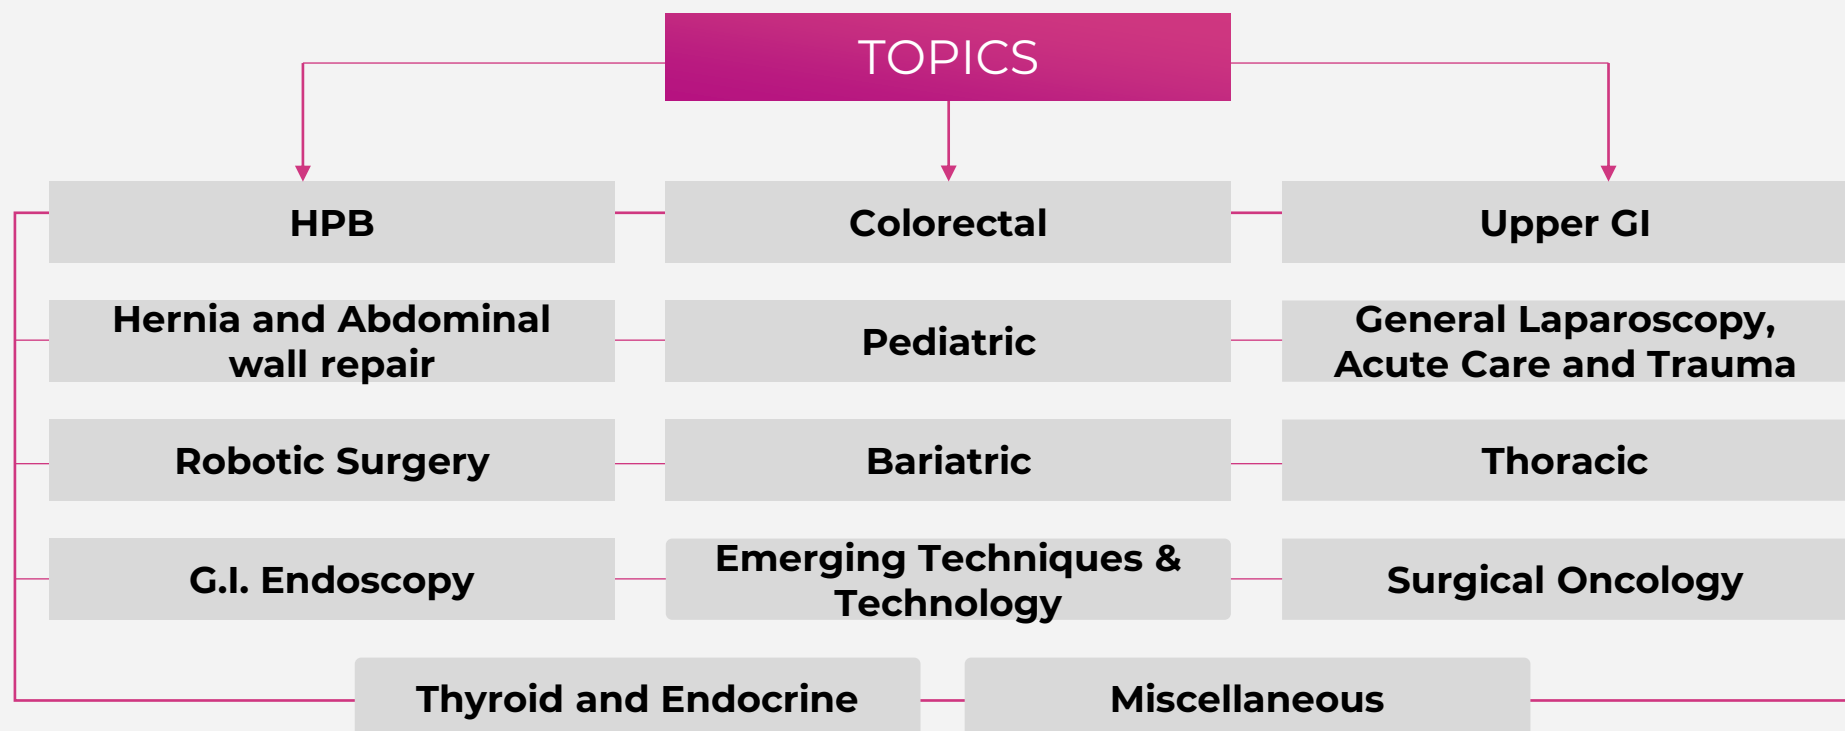 TOPICS
HPB
Colorectal
Upper GI
Hernia and Abdominal
wall repair
Pediatric
General Laparoscopy,
Acute Care and Trauma
Robotic Surgery
Bariatric
Thoracic
G.I. Endoscopy
Emerging Techniques &
Technology
Surgical Oncology
Thyroid and Endocrine
Miscellaneous